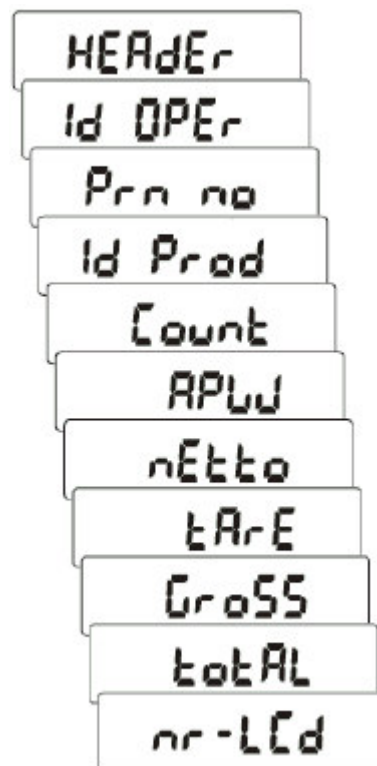 HEAdEr
Id OPEr
Prn no
Id Prod
Count
APW
nEtto
tArE
GroSS
totAL
nr-LCd